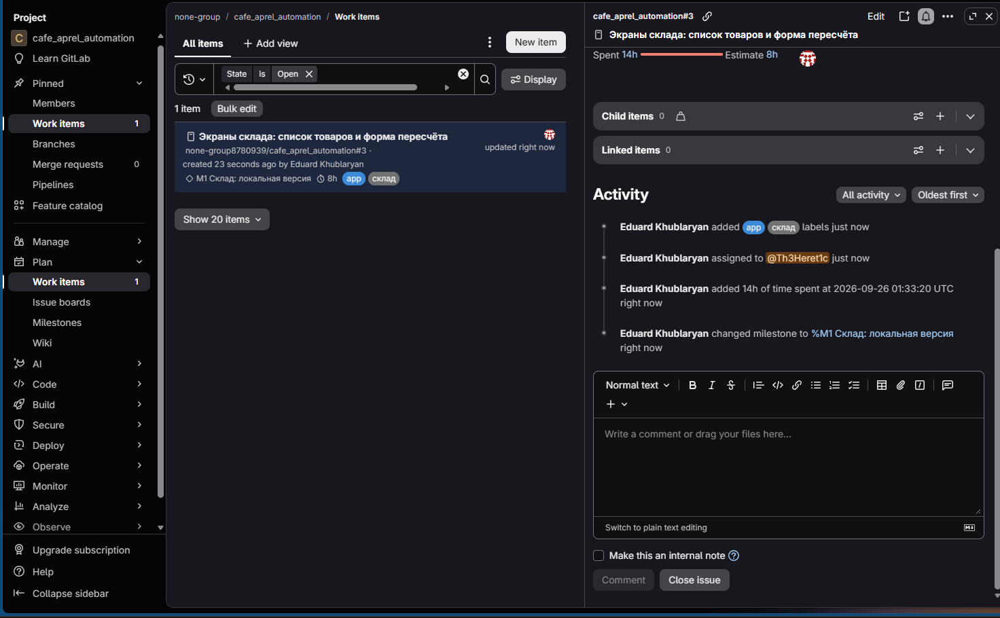 Project
C cafe_aprel_automation
Learn GitLab
Pinned
Members
Work items 1
Branches
Merge requests 0
Pipelines
Feature catalog
Manage
Plan
Work items 1
Issue boards
Milestones
Wiki
AI
Code
Build
Secure
Deploy
Operate
Monitor
Analyze
Observe
Upgrade subscription
Help
Collapse sidebar
none-group / cafe_aprel_automation / Work items
All items
Add view
New item
State is Open
Display
1 item
Bulk edit
Экраны склада: список товаров и форма пересчёта
none-group8780939/cafe_aprel_automation#3 ·
updated right now
created 23 seconds ago by Eduard Khublaryan
M1 Склад: локальная версия 8h app склад
Show 20 items
cafe_aprel_automation#3
Edit
Экраны склада: список товаров и форма пересчёта
Spent 14h Estimate 8h
Child items 0
Linked items 0
Activity
All activity
Oldest first
Eduard Khublaryan added app склад labels just now
Eduard Khublaryan assigned to @Th3Heret1c just now
Eduard Khublaryan added 14h of time spent at 2026-09-26 01:33:20 UTC
right now
Eduard Khublaryan changed milestone to %M1 Склад: локальная версия
right now
Normal text
B I S
Write a comment or drag your files here...
Switch to plain text editing
Make this an internal note
Comment
Close issue